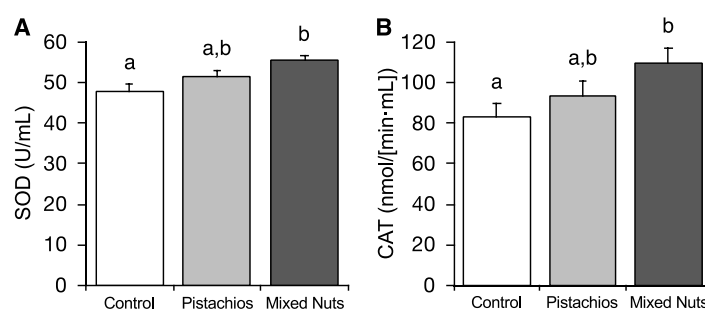 A
SOD (U/mL)
60
50
40
30
20
10
0
a
a,b
b
Control
Pistachios
Mixed Nuts
B
CAT (nmol/[min·mL])
120
100
80
60
40
20
0
a
a,b
b
Control
Pistachios
Mixed Nuts